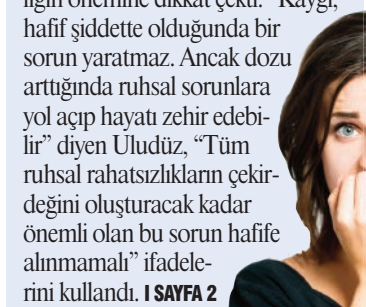 önemine dikkat çekti. “Kaygı,
hafif şiddette olduğunda bir
sorun yaratmaz. Ancak dozu
arttığında ruhsal sorunlara
yol açıp hayatı zehir edebi-
lir” diyen Uludüz, “Tüm
ruhsal rahatsızlıkların çekir-
değini oluşturacak kadar
önemli olan bu sorun hafife
alınmamalı” ifadele-
rini kullandı. I SAYFA 2